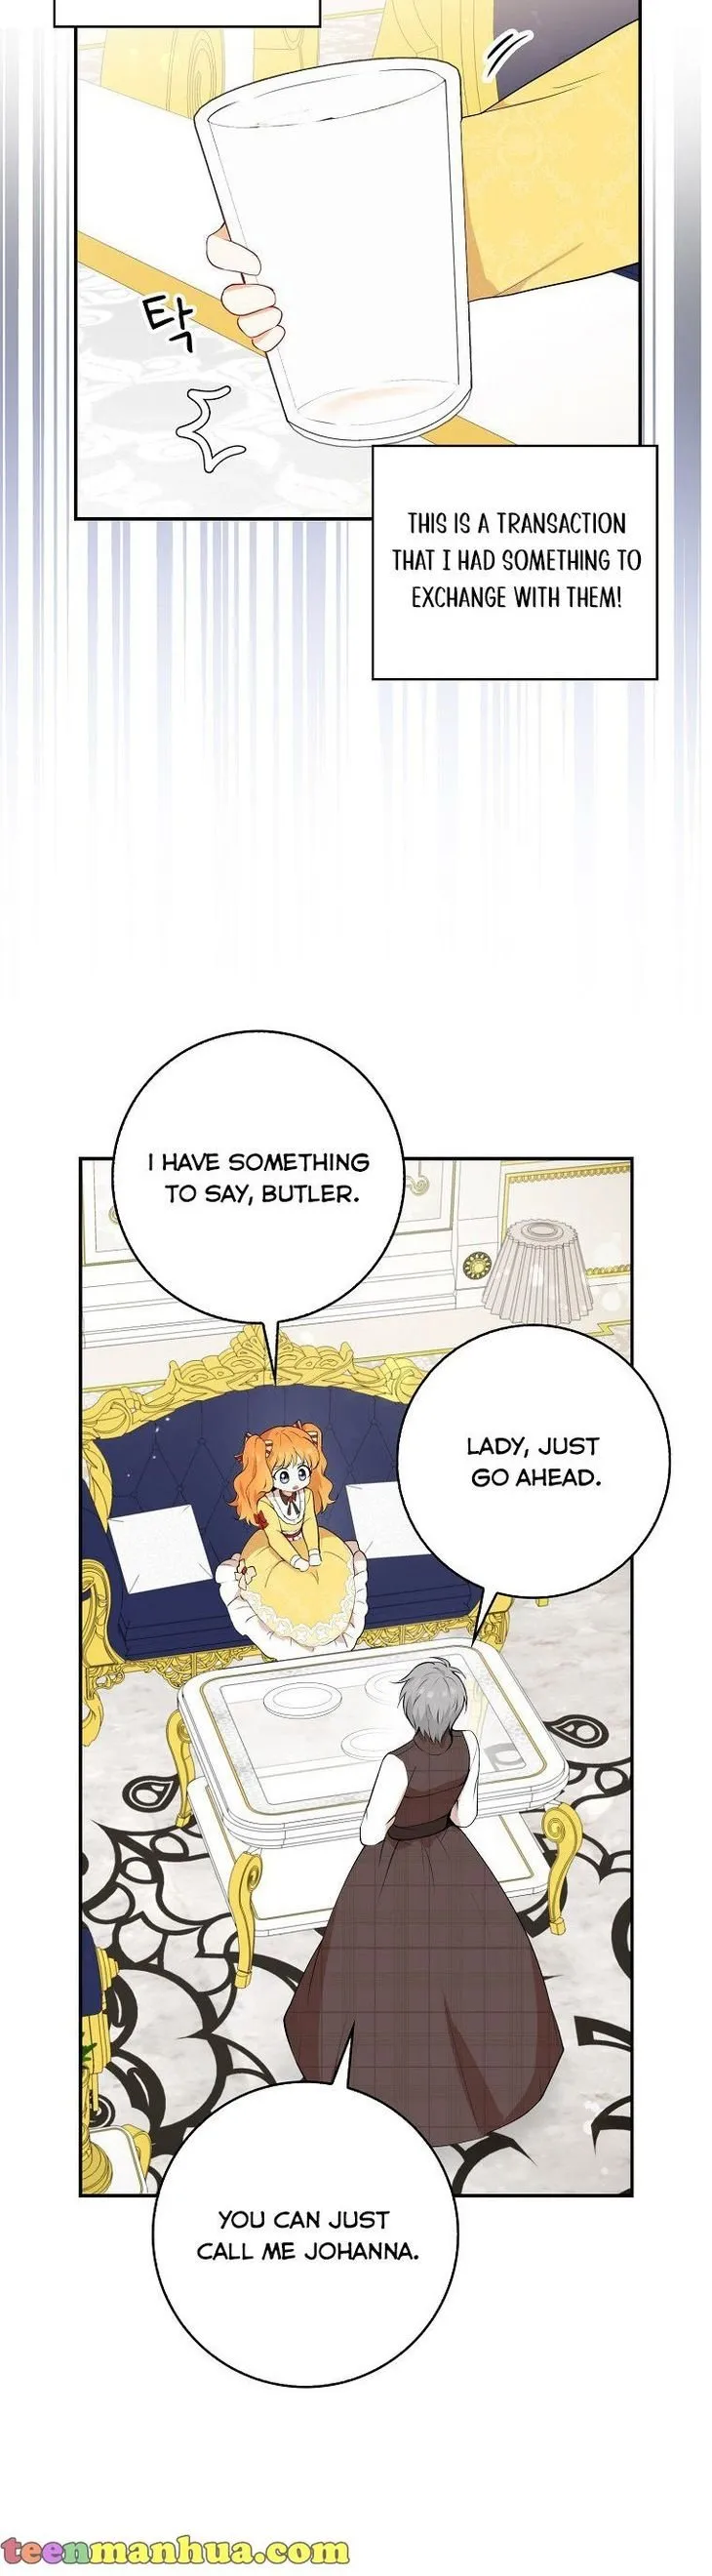 탁
THIS IS A TRANSACTION
THAT I HAD SOMETHING TO
EXCHANGE WITH THEM!
I HAVE SOMETHING
TO SAY, BUTLER.
LADY, JUST
GO AHEAD.
YOU CAN JUST
CALL ME JOHANNA.
teenmanhua.com